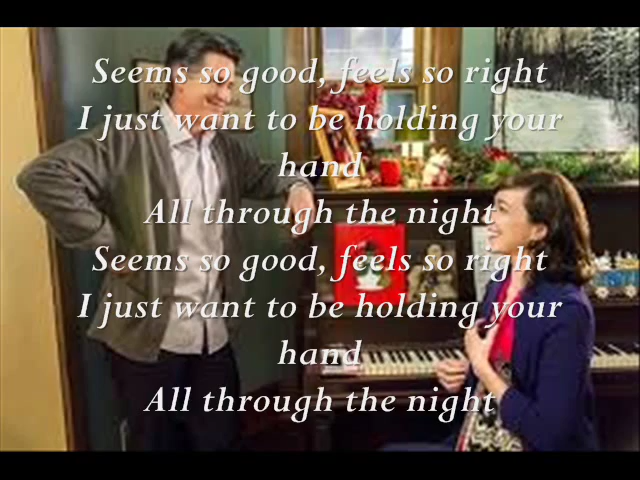 Seems so good, feels so right
I just want to be holding your
hand
All through the night
Seems so good, feels so right
I just want to be holding your
hand
All through the night